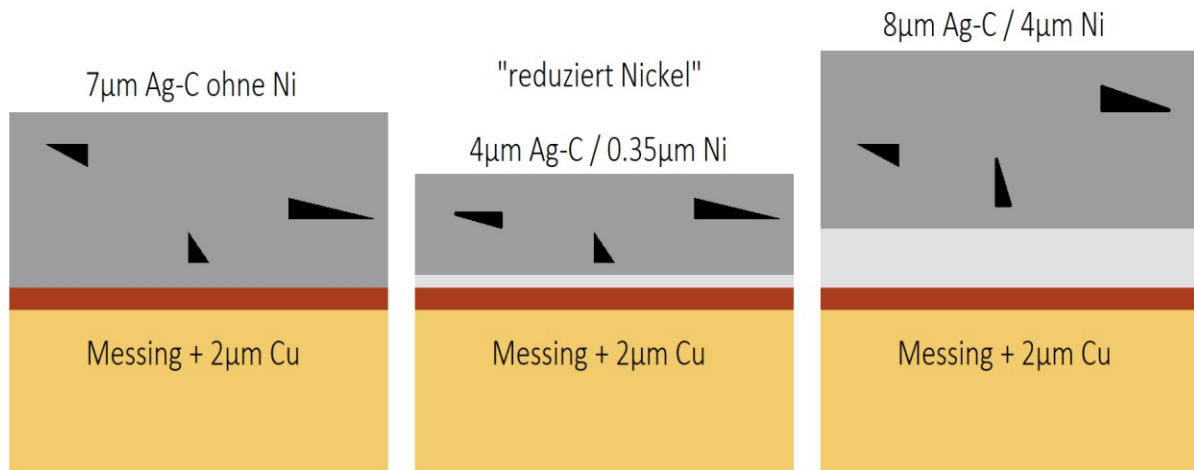 7µm Ag-C ohne Ni
Messing + 2µm Cu
"reduziert Nickel"
4µm Ag-C / 0.35µm Ni
Messing + 2µm Cu
8µm Ag-C / 4µm Ni
Messing + 2µm Cu